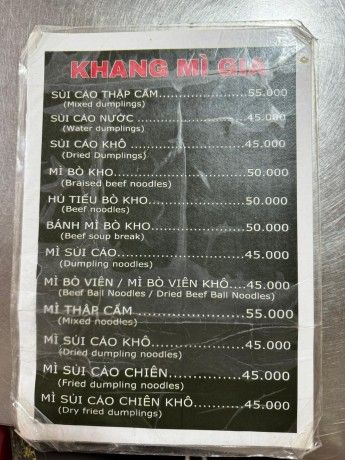 KHANG MÌ GIA
SỦI CẢO THẬP CẨM....................55.000
(Mixed dumplings)
SỦI CẢO NƯỚC ........................45.000
(Water dumplings)
SỦI CẢO KHÔ ..........................45.000
(Dried Dumplings)
MÌ BÒ KHO..............................50.000
(Braised beef noodles)
HỦ TIẾU BÒ KHO......................50.000
(Beef noodles)
BÁNH MÌ BÒ KHO.....................50.000
(Beef soup break)
MÌ SỦI CẢO..............................45.000
(Dumpling noodles)
MÌ BÒ VIÊN / MÌ BÒ VIÊN KHÔ....45.000
(Beef Ball Noodles / Dried Beef Ball Noodles)
MÌ THẬP CẨM ..........................55.000
(Mixed noodles)
MÌ SỦI CẢO KHÔ.......................45.000
(Dried dumpling noodles)
MÌ SỦI CẢO CHIÊN....................45.000
(Fried dumpling noodles)
MÌ SỦI CẢO CHIÊN KHÔ.............45.000
(Dry fried dumplings)